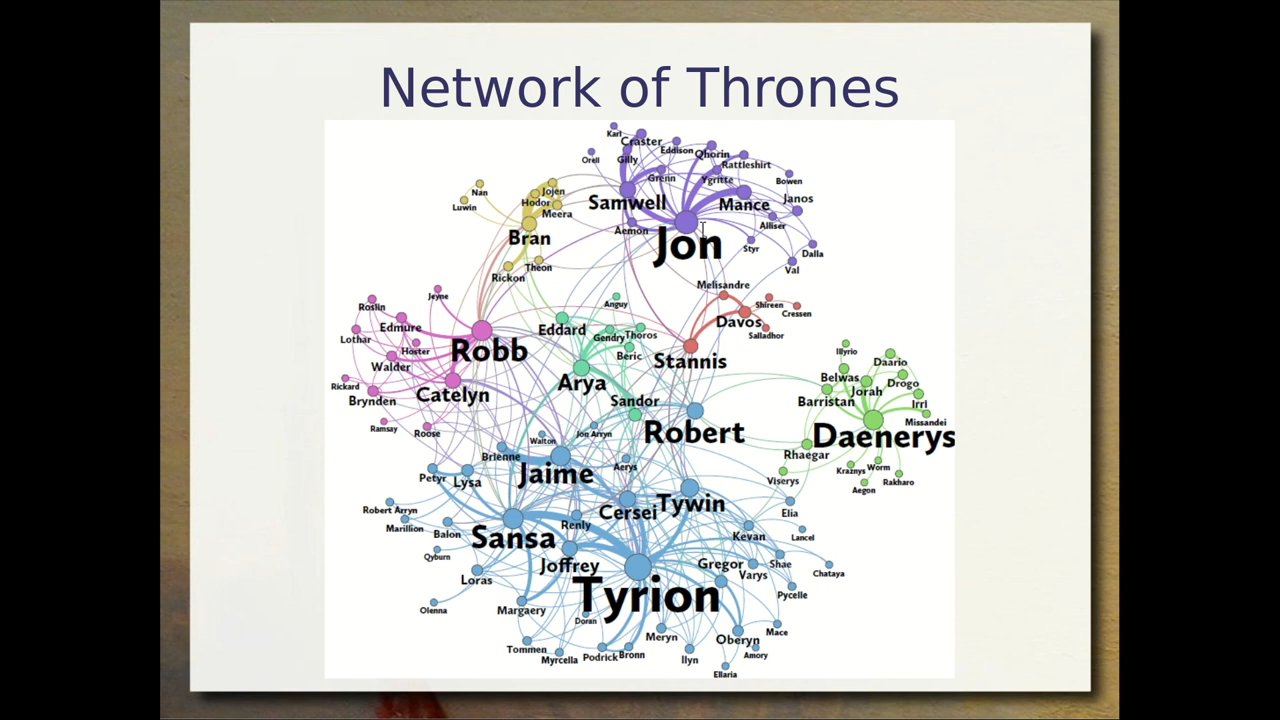 Network of Thrones
Karl
Craster
Eddison
Qhorin
Orell
Gilly
Rattleshirt
Grenn
Ygritte
Bowen
Nan
Jojen
Hodor
Samwell
Mance
Janos
Luwin
Meera
Aemon
Alliser
Bran
Jon
Styr
Dalla
Theon
Val
Rickon
Melisandre
Jeyne
Anguy
Shireen
Roslin
Cressen
Edmure
Eddard
Davos
Lothar
Gendry
Thoros
Salladhor
Robb
Hoster
Beric
Stannis
Illyrio
Walder
Daario
Belwas
Drogo
Rickard
Arya
Jorah
Catelyn
Brynden
Sandor
Barristan
Irri
Missandei
Ramsay
Roose
Jon Arryn
Robert
Daenerys
Waiton
Brienne
Rhaegar
Aerys
Jaime
Kraznys
Worm
Petyr
Lysa
Viserys
Rakharo
Aegon
Robert Arryn
Cersei
Tywin
Elia
Marillion
Renly
Balon
Sansa
Kevan
Lancel
Qyburn
Joffrey
Gregor
Shae
Varys
Chataya
Loras
Tyrion
Pycelle
Olenna
Margaery
Doran
Meryn
Oberyn
Mace
Tommen
Myrcella
Podrick
Bronn
Ilyn
Amory
Ellaria